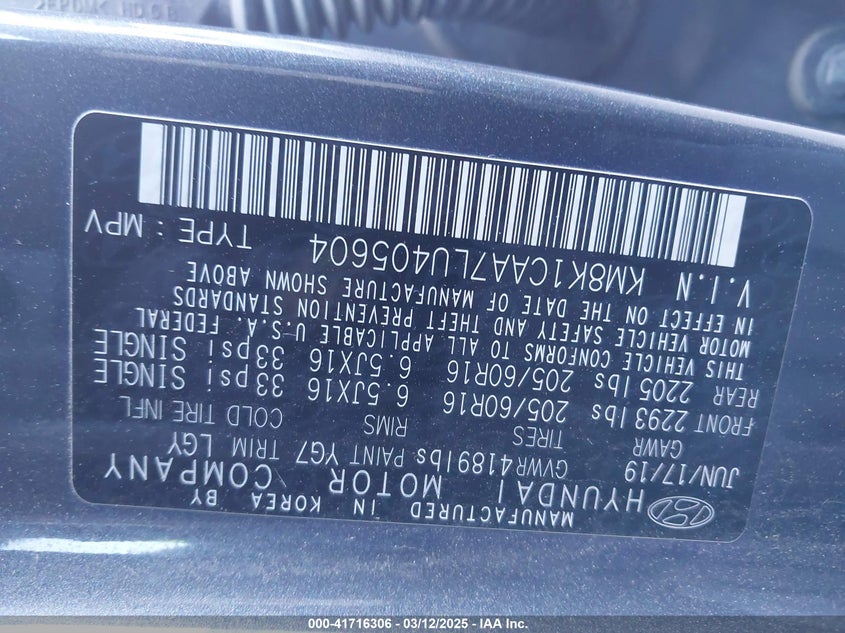 MANUFACTURED IN KOREA BY
HYUNDAI MOTOR COMPANY
JUN/17/19 GVWR 4189 lbs PAINT YG7 TRIM LGY
GAWR TIRES RIMS COLD TIRE INFL
FRONT 2293 lbs 205/60R16 6.5JX16 33psi SINGLE
REAR 2205 lbs 205/60R16 6.5JX16 33psi SINGLE
THIS VEHICLE CONFORMS TO ALL APPLICABLE U.S.A. FEDERAL
MOTOR VEHICLE SAFETY AND THEFT PREVENTION STANDARDS
IN EFFECT ON THE DATE OF MANUFACTURE SHOWN ABOVE
V.I.N KM8K1CAA7LU405604 TYPE : MPV
000-41716306 - 03/12/2025 - IAA Inc.